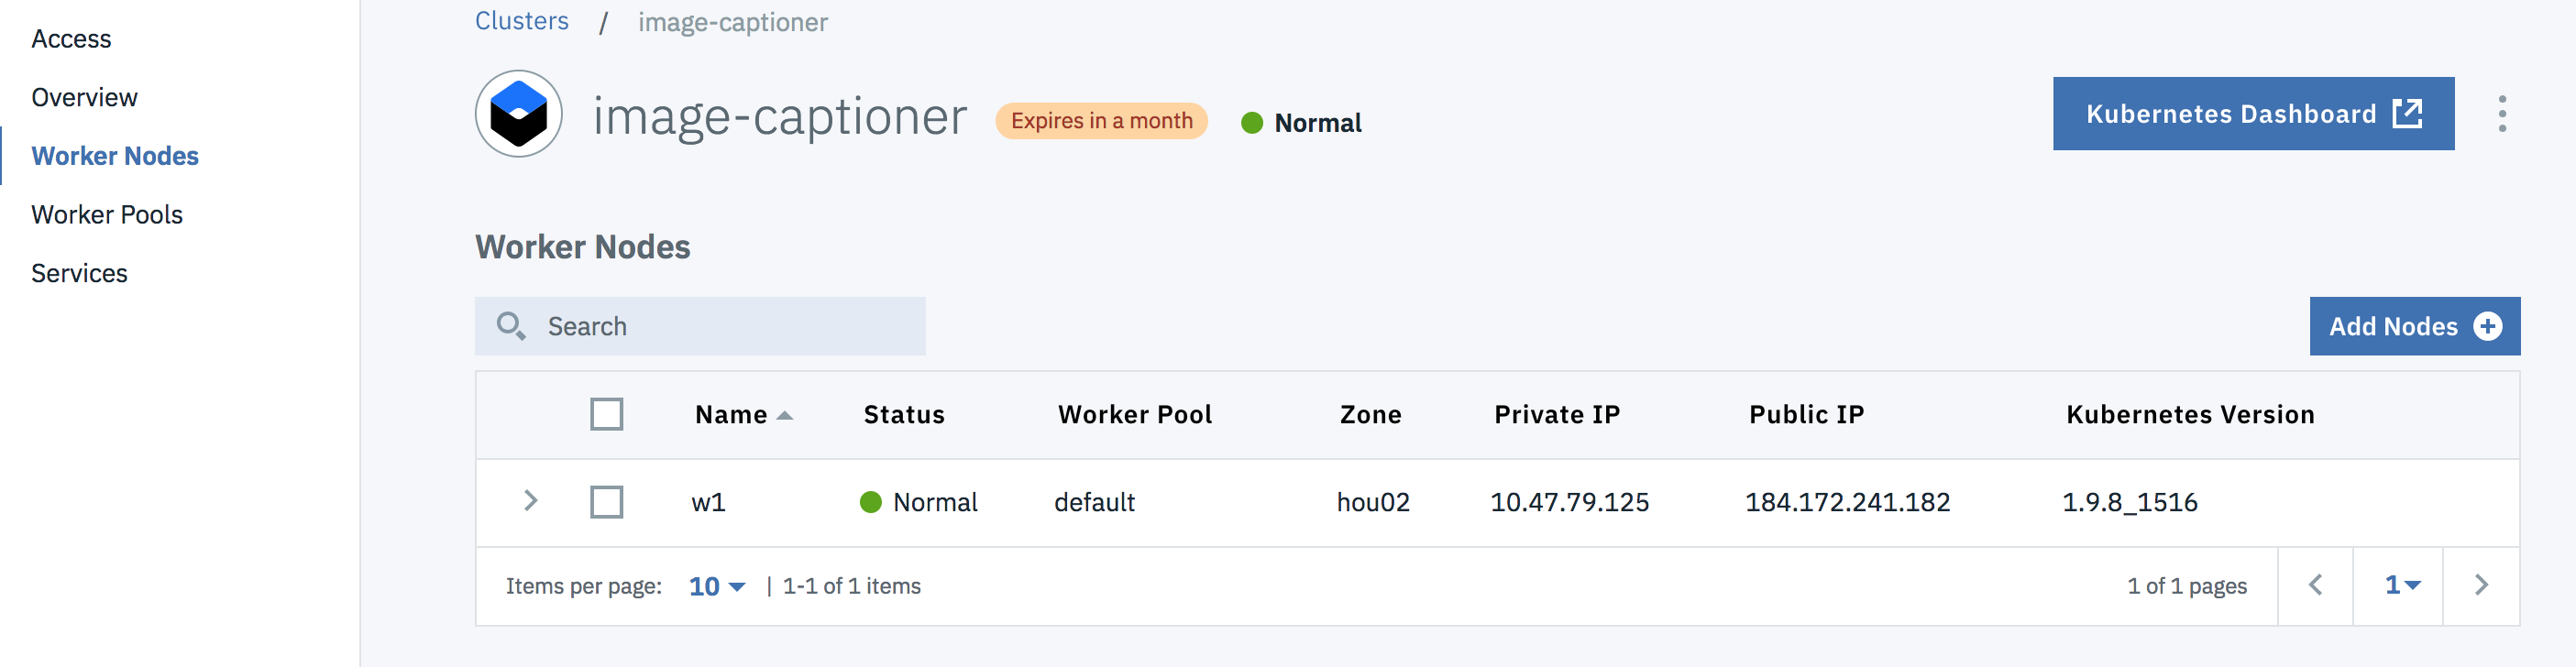 Access
Overview
Worker Nodes
Worker Pools
Services
Clusters / image-captioner
image-captioner Expires in a month Normal
Kubernetes Dashboard
Worker Nodes
Search
Add Nodes
Name Status Worker Pool Zone Private IP Public IP Kubernetes Version
w1 Normal default hou02 10.47.79.125 184.172.241.182 1.9.8_1516
Items per page: 10 | 1-1 of 1 items 1 of 1 pages 1